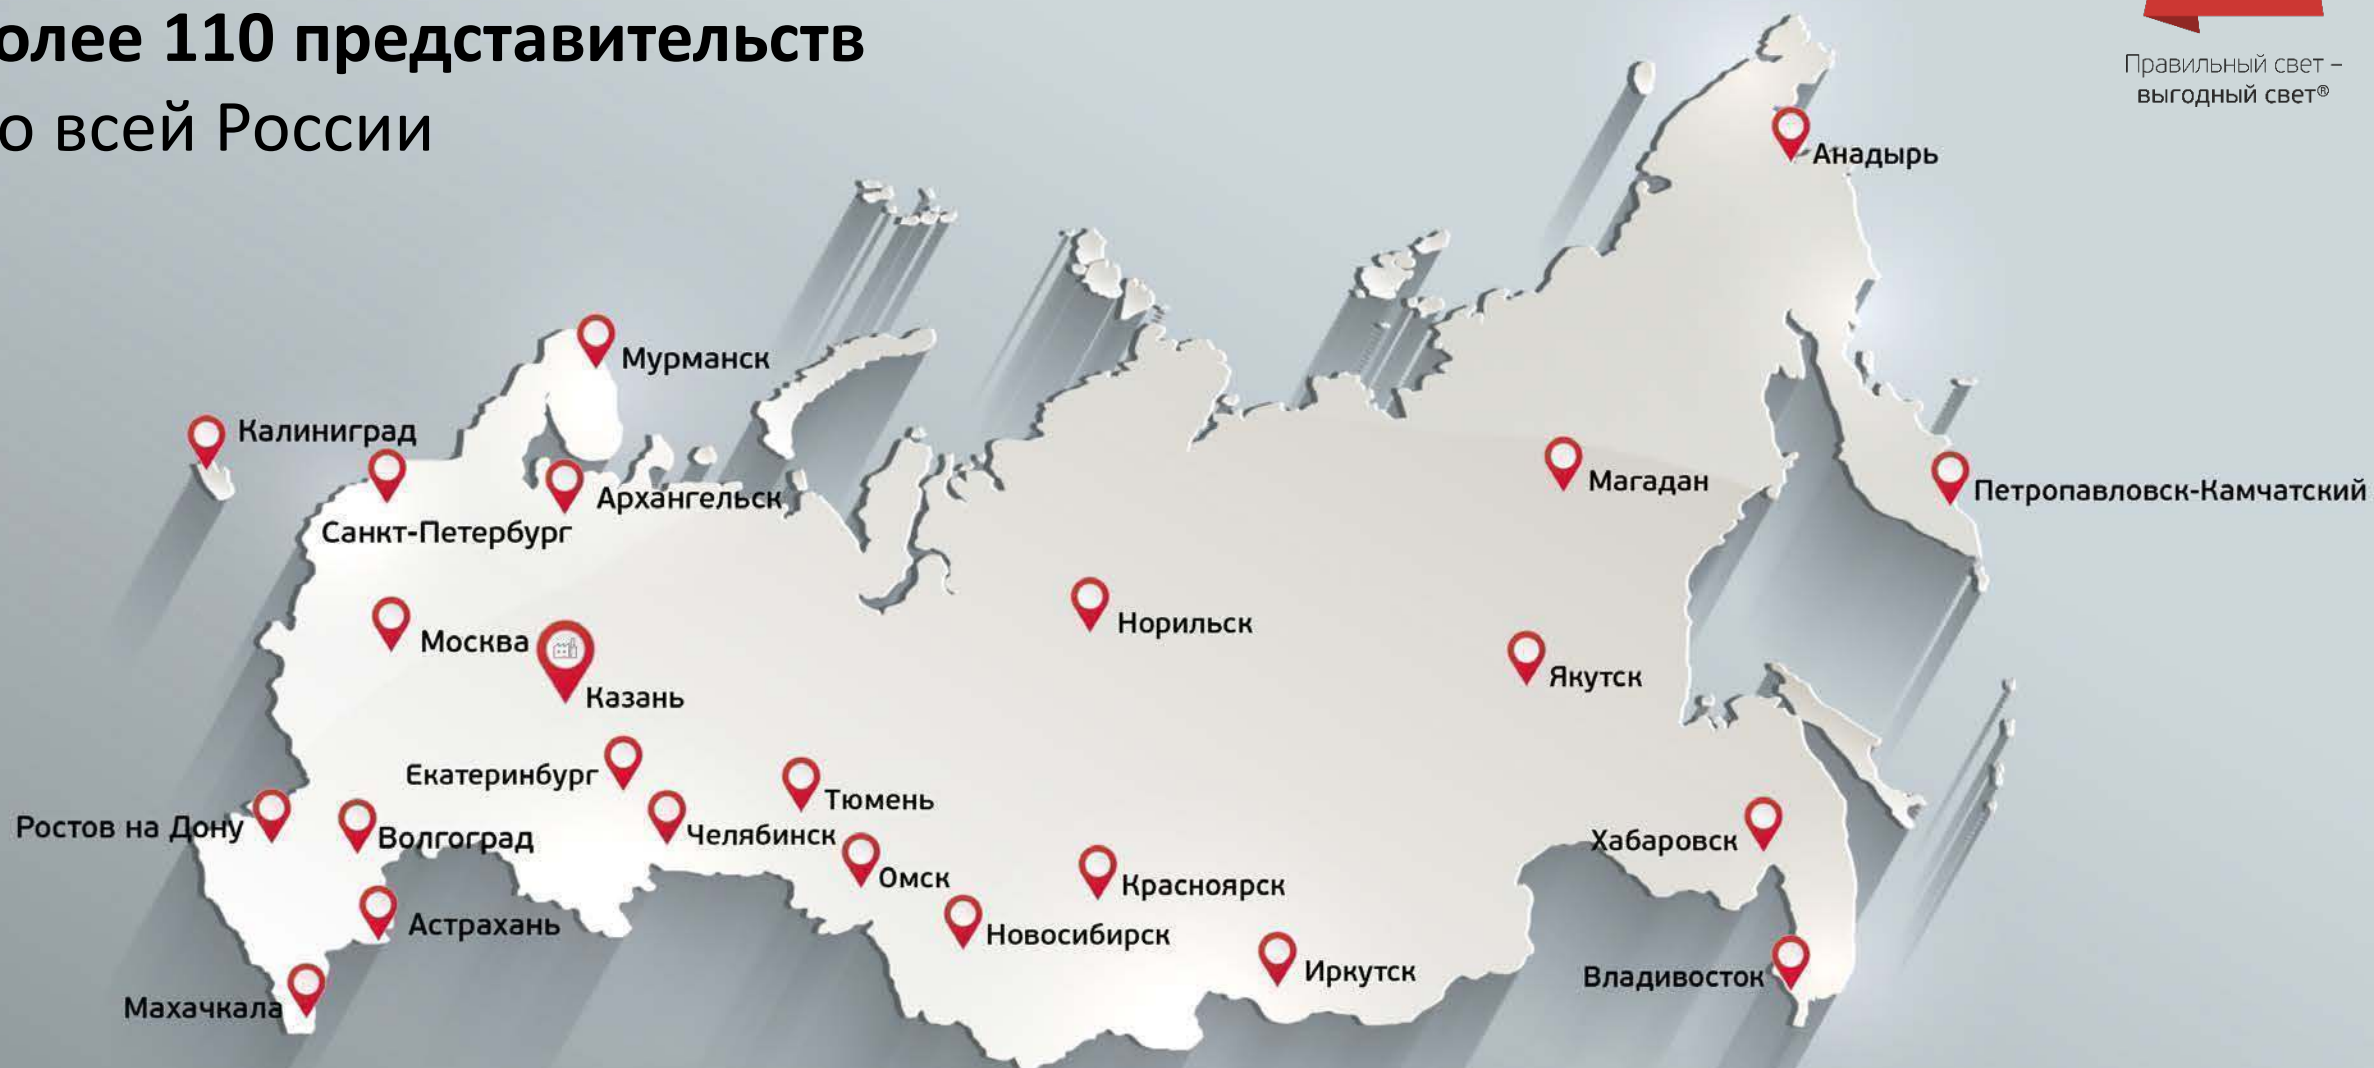 олее 110 представительств
о всей России
Правильный свет –
выгодный свет®
Анадырь
Мурманск
Калиниград
Архангельск
Санкт-Петербург
Магадан
Петропавловск-Камчатский
Москва
Норильск
Казань
Якутск
Екатеринбург
Тюмень
Ростов на Дону
Волгоград
Челябинск
Хабаровск
Омск
Красноярск
Астрахань
Новосибирск
Иркутск
Владивосток
Махачкала